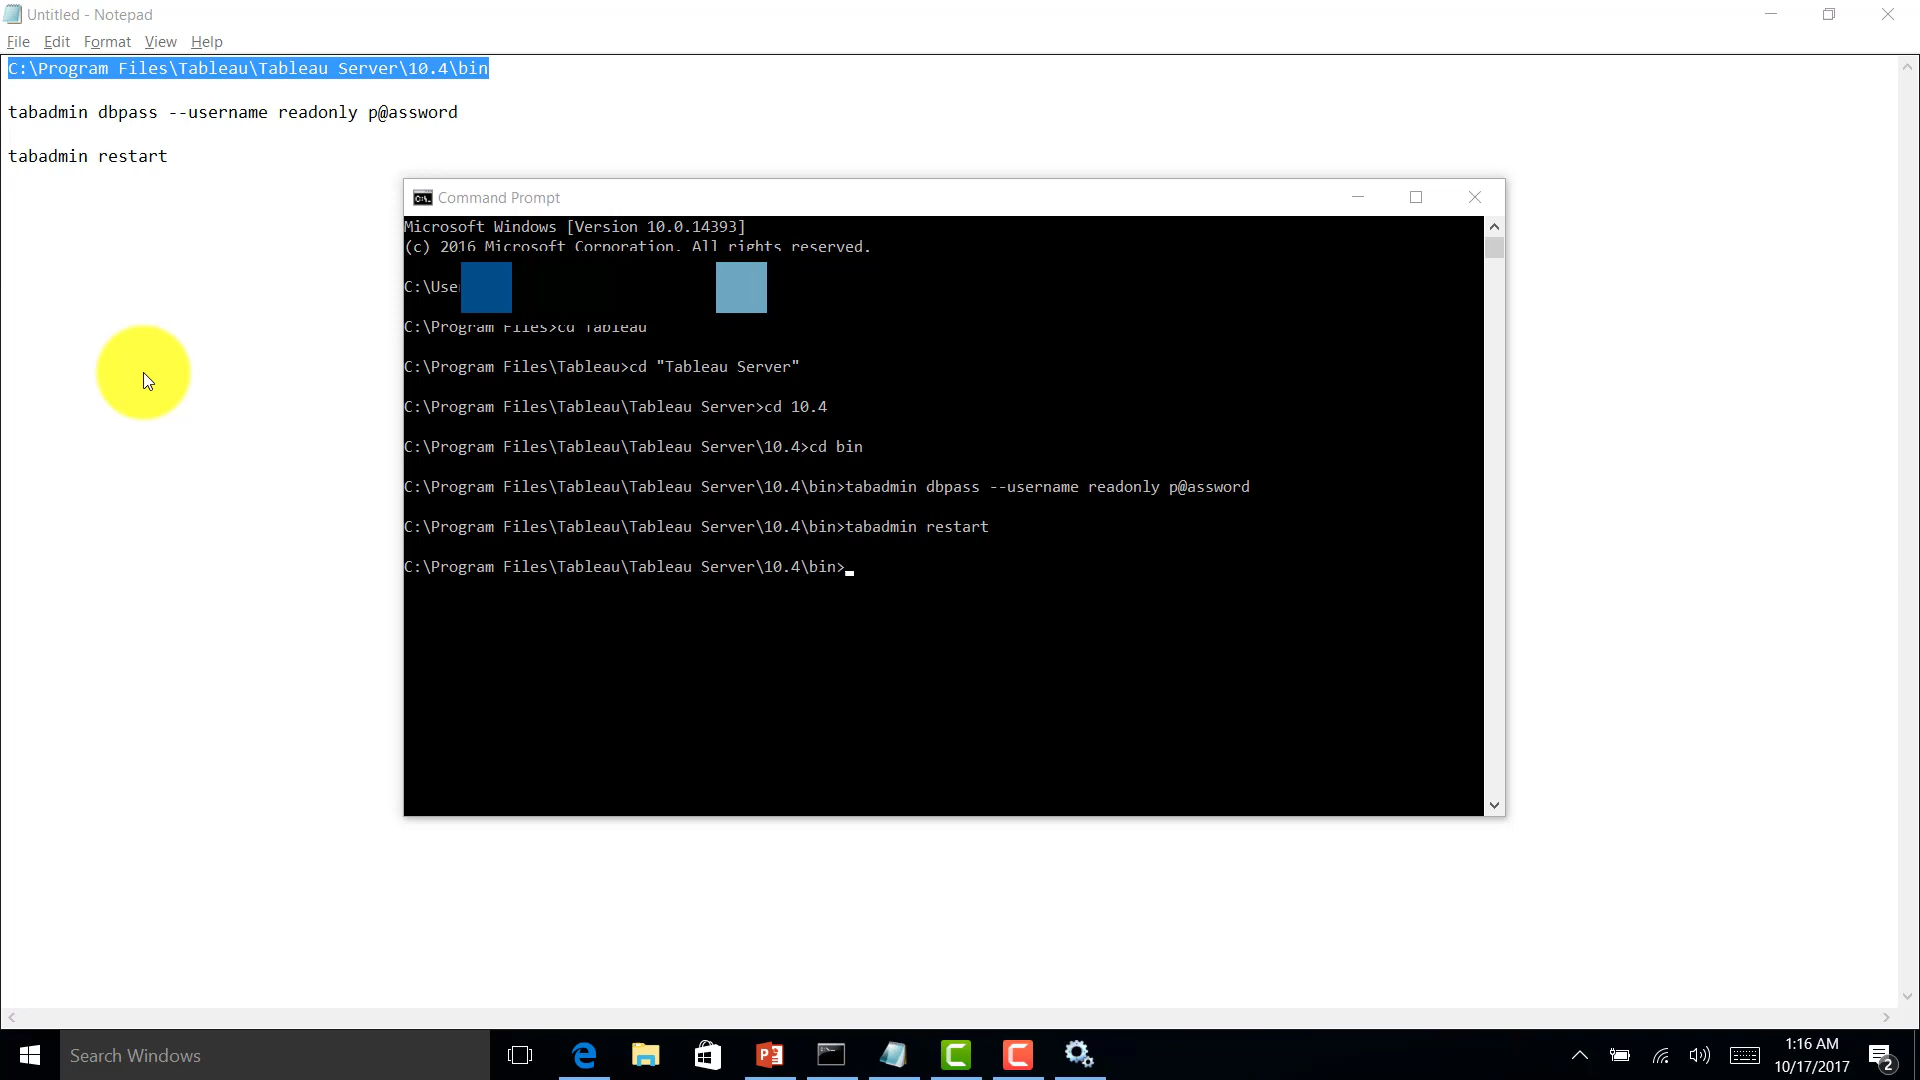 Untitled - Notepad
File Edit Format View Help
C:\Program Files\Tableau\Tableau Server\10.4\bin
tabadmin dbpass --username readonly p@assword
tabadmin restart
Command Prompt
Microsoft Windows [Version 10.0.14393]
(c) 2016 Microsoft Corporation. All rights reserved.
C:\Use
C:\Program Files>cd Tableau
C:\Program Files\Tableau>cd "Tableau Server"
C:\Program Files\Tableau\Tableau Server>cd 10.4
C:\Program Files\Tableau\Tableau Server\10.4>cd bin
C:\Program Files\Tableau\Tableau Server\10.4\bin>tabadmin dbpass --username readonly p@assword
C:\Program Files\Tableau\Tableau Server\10.4\bin>tabadmin restart
C:\Program Files\Tableau\Tableau Server\10.4\bin>
Search Windows
1:16 AM
10/17/2017
2